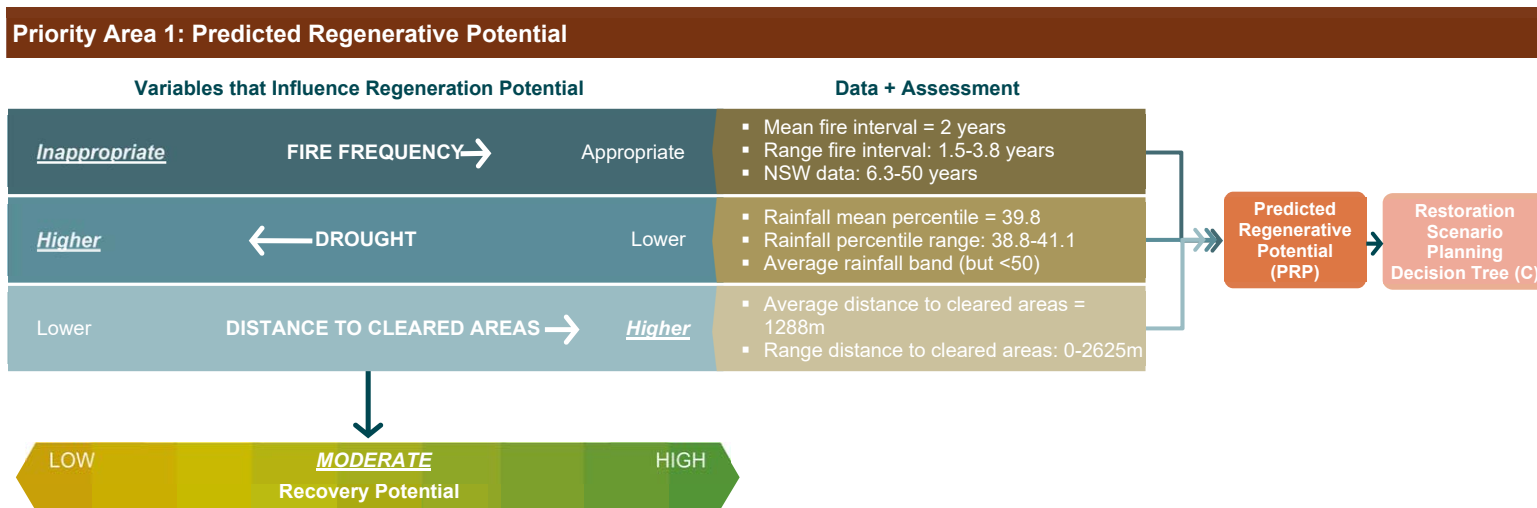 Priority Area 1: Predicted Regenerative Potential
Variables that Influence Regeneration Potential
Data + Assessment
Inappropriate
FIRE FREQUENCY
Appropriate
▪ Mean fire interval = 2 years
▪ Range fire interval: 1.5-3.8 years
▪ NSW data: 6.3-50 years
Higher
DROUGHT
Lower
▪ Rainfall mean percentile = 39.8
▪ Rainfall percentile range: 38.8-41.1
▪ Average rainfall band (but <50)
Lower
DISTANCE TO CLEARED AREAS
Higher
▪ Average distance to cleared areas =
1288m
▪ Range distance to cleared areas: 0-2625m
Predicted
Regenerative
Potential
(PRP)
Restoration
Scenario
Planning
Decision Tree (C)
LOW
MODERATE
HIGH
Recovery Potential